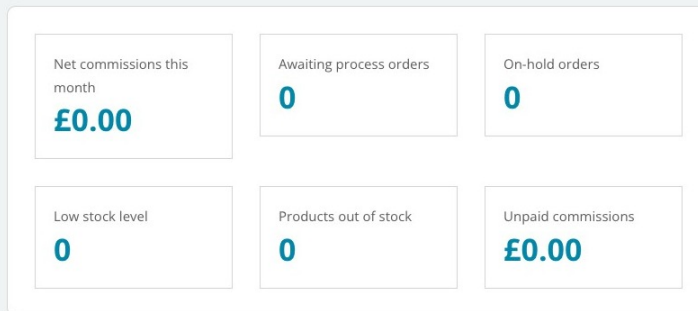 Net commissions this
month
£0.00
Awaiting process orders
0
On-hold orders
0
Low stock level
0
Products out of stock
0
Unpaid commissions
£0.00